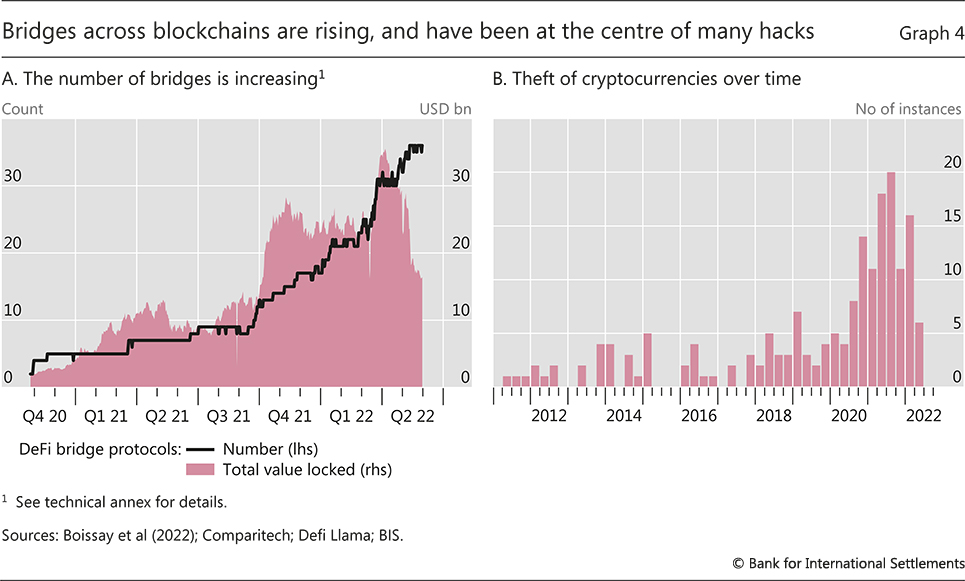 Bridges across blockchains are rising, and have been at the centre of many hacks Graph 4
A. The number of bridges is increasing¹ B. Theft of cryptocurrencies over time
Count USD bn No of instances
30 30 20
20 20 15
10 10 10
0 0 5
0
Q4 20 Q1 21 Q2 21 Q3 21 Q4 21 Q1 22 Q2 22 2012 2014 2016 2018 2020 2022
DeFi bridge protocols: Number (lhs)
Total value locked (rhs)
¹ See technical annex for details.
Sources: Boissay et al (2022); Comparitech; Defi Llama; BIS.
© Bank for International Settlements